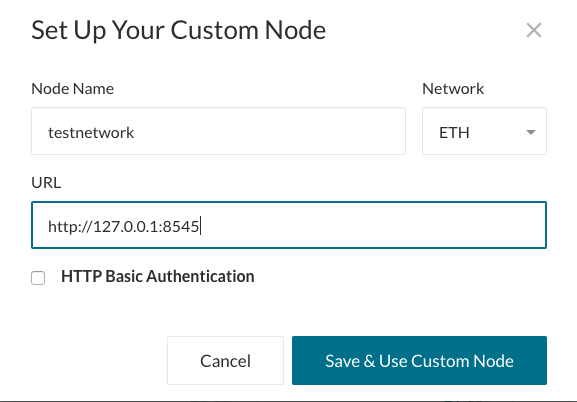 Set Up Your Custom Node
Node Name
Network
testnetwork
ETH
URL
http://127.0.0.1:8545
HTTP Basic Authentication
Cancel
Save & Use Custom Node